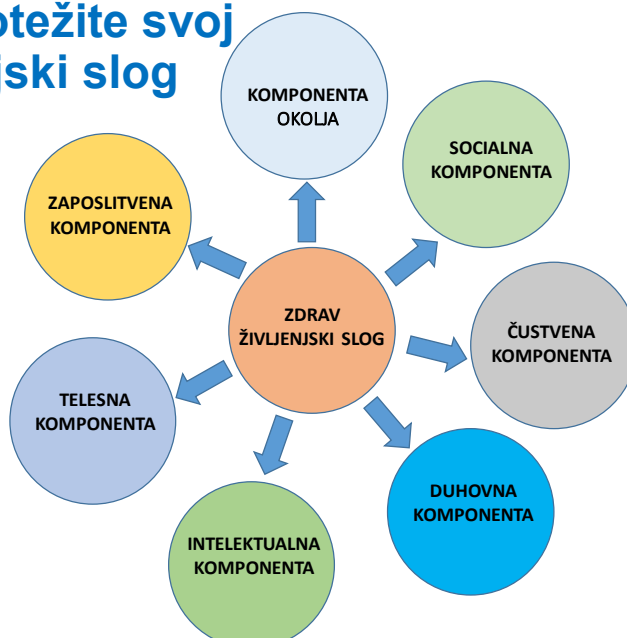 otežite svoj
jski slog
KOMPONENTA
OKOLJA
SOCIALNA
KOMPONENTA
ZAPOSLITVENA
KOMPONENTA
ZDRAV
ŽIVLJENJSKI SLOG
ČUSTVENA
KOMPONENTA
TELESNA
KOMPONENTA
DUHOVNA
KOMPONENTA
INTELEKTUALNA
KOMPONENTA